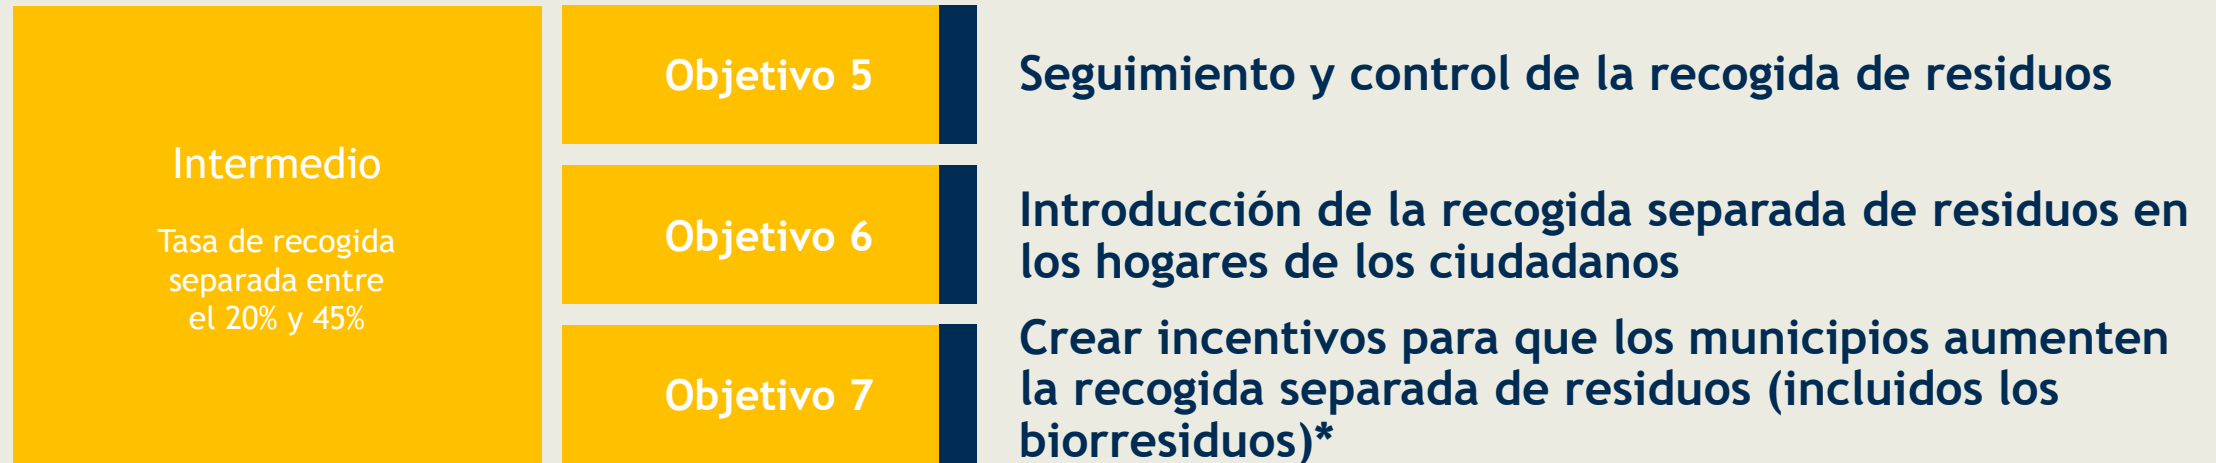 Intermedio
Tasa de recogida
separada entre
el 20% y 45%
Objetivo 5
Seguimiento y control de la recogida de residuos
Objetivo 6
Introducción de la recogida separada de residuos en
los hogares de los ciudadanos
Objetivo 7
Crear incentivos para que los municipios aumenten
la recogida separada de residuos (incluidos los
biorresiduos)*